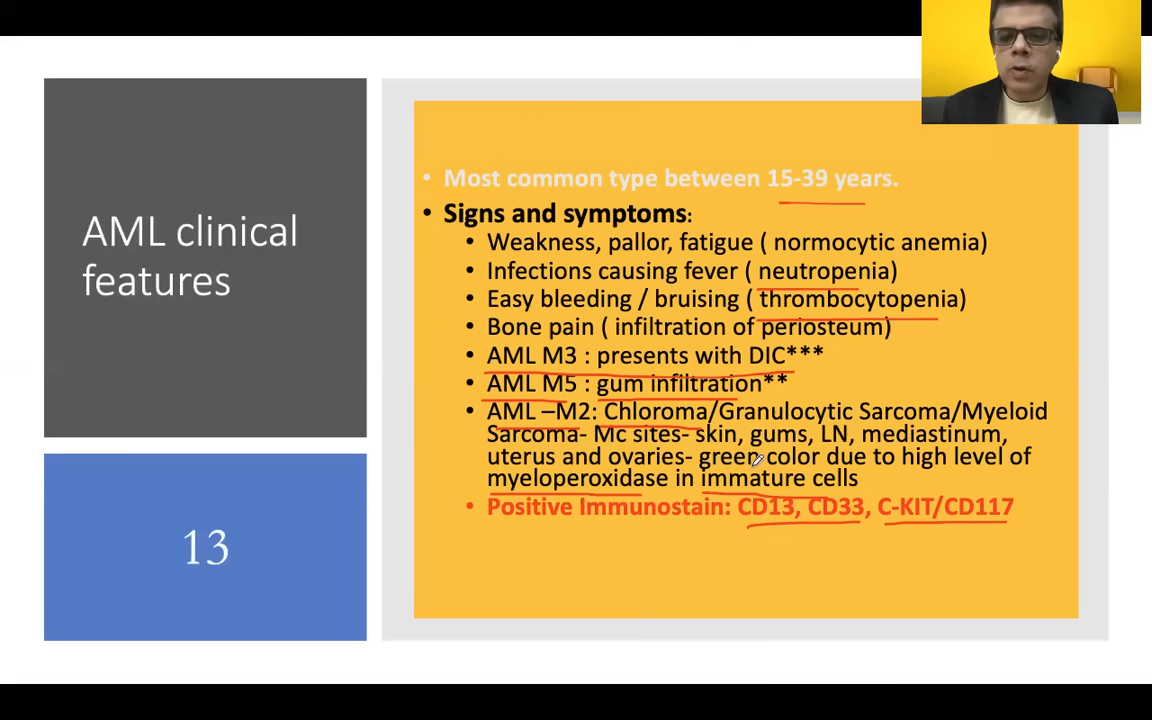 AML clinical
features
13
Most common type between 15-39 years.
Signs and symptoms:
Weakness, pallor, fatigue ( normocytic anemia)
Infections causing fever ( neutropenia)
Easy bleeding / bruising ( thrombocytopenia)
Bone pain ( infiltration of periosteum)
AML M3 : presents with DIC***
AML M5 : gum infiltration**
AML –M2: Chloroma/Granulocytic Sarcoma/Myeloid
Sarcoma- Mc sites- skin, gums, LN, mediastinum,
uterus and ovaries- green color due to high level of
myeloperoxidase in immature cells
Positive Immunostain: CD13, CD33, C-KIT/CD117